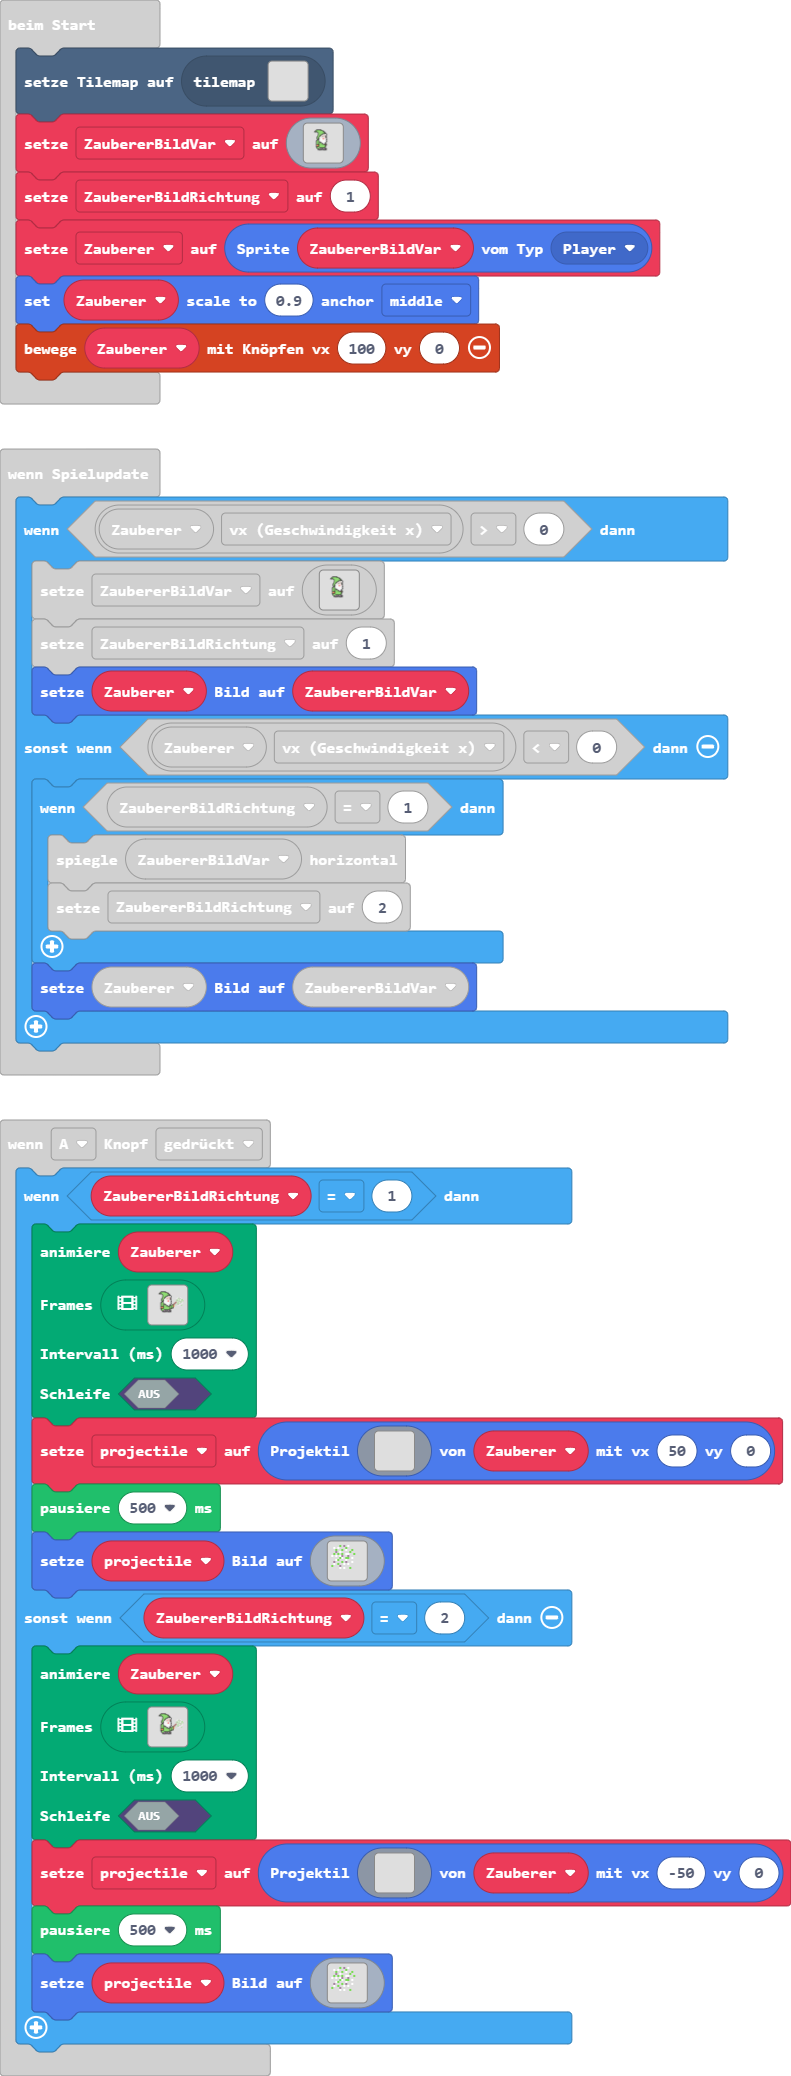 beim Start
setze Tilemap auf tilemap
setze ZaubererBildVar auf
setze ZaubererBildRichtung auf 1
setze Zauberer auf Sprite ZaubererBildVar vom Typ Player
set Zauberer scale to 0.9 anchor middle
bewege Zauberer mit Knöpfen vx 100 vy 0
wenn Spielupdate
wenn Zauberer vx (Geschwindigkeit x) > 0 dann
setze ZaubererBildVar auf
setze ZaubererBildRichtung auf 1
setze Zauberer Bild auf ZaubererBildVar
sonst wenn Zauberer vx (Geschwindigkeit x) < 0 dann
wenn ZaubererBildRichtung = 1 dann
spiegle ZaubererBildVar horizontal
setze ZaubererBildRichtung auf 2
setze Zauberer Bild auf ZaubererBildVar
wenn A Knopf gedrückt
wenn ZaubererBildRichtung = 1 dann
animiere Zauberer
Frames
Intervall (ms) 1000
Schleife AUS
setze projectile auf Projektil von Zauberer mit vx 50 vy 0
pausiere 500 ms
setze projectile Bild auf
sonst wenn ZaubererBildRichtung = 2 dann
animiere Zauberer
Frames
Intervall (ms) 1000
Schleife AUS
setze projectile auf Projektil von Zauberer mit vx -50 vy 0
pausiere 500 ms
setze projectile Bild auf